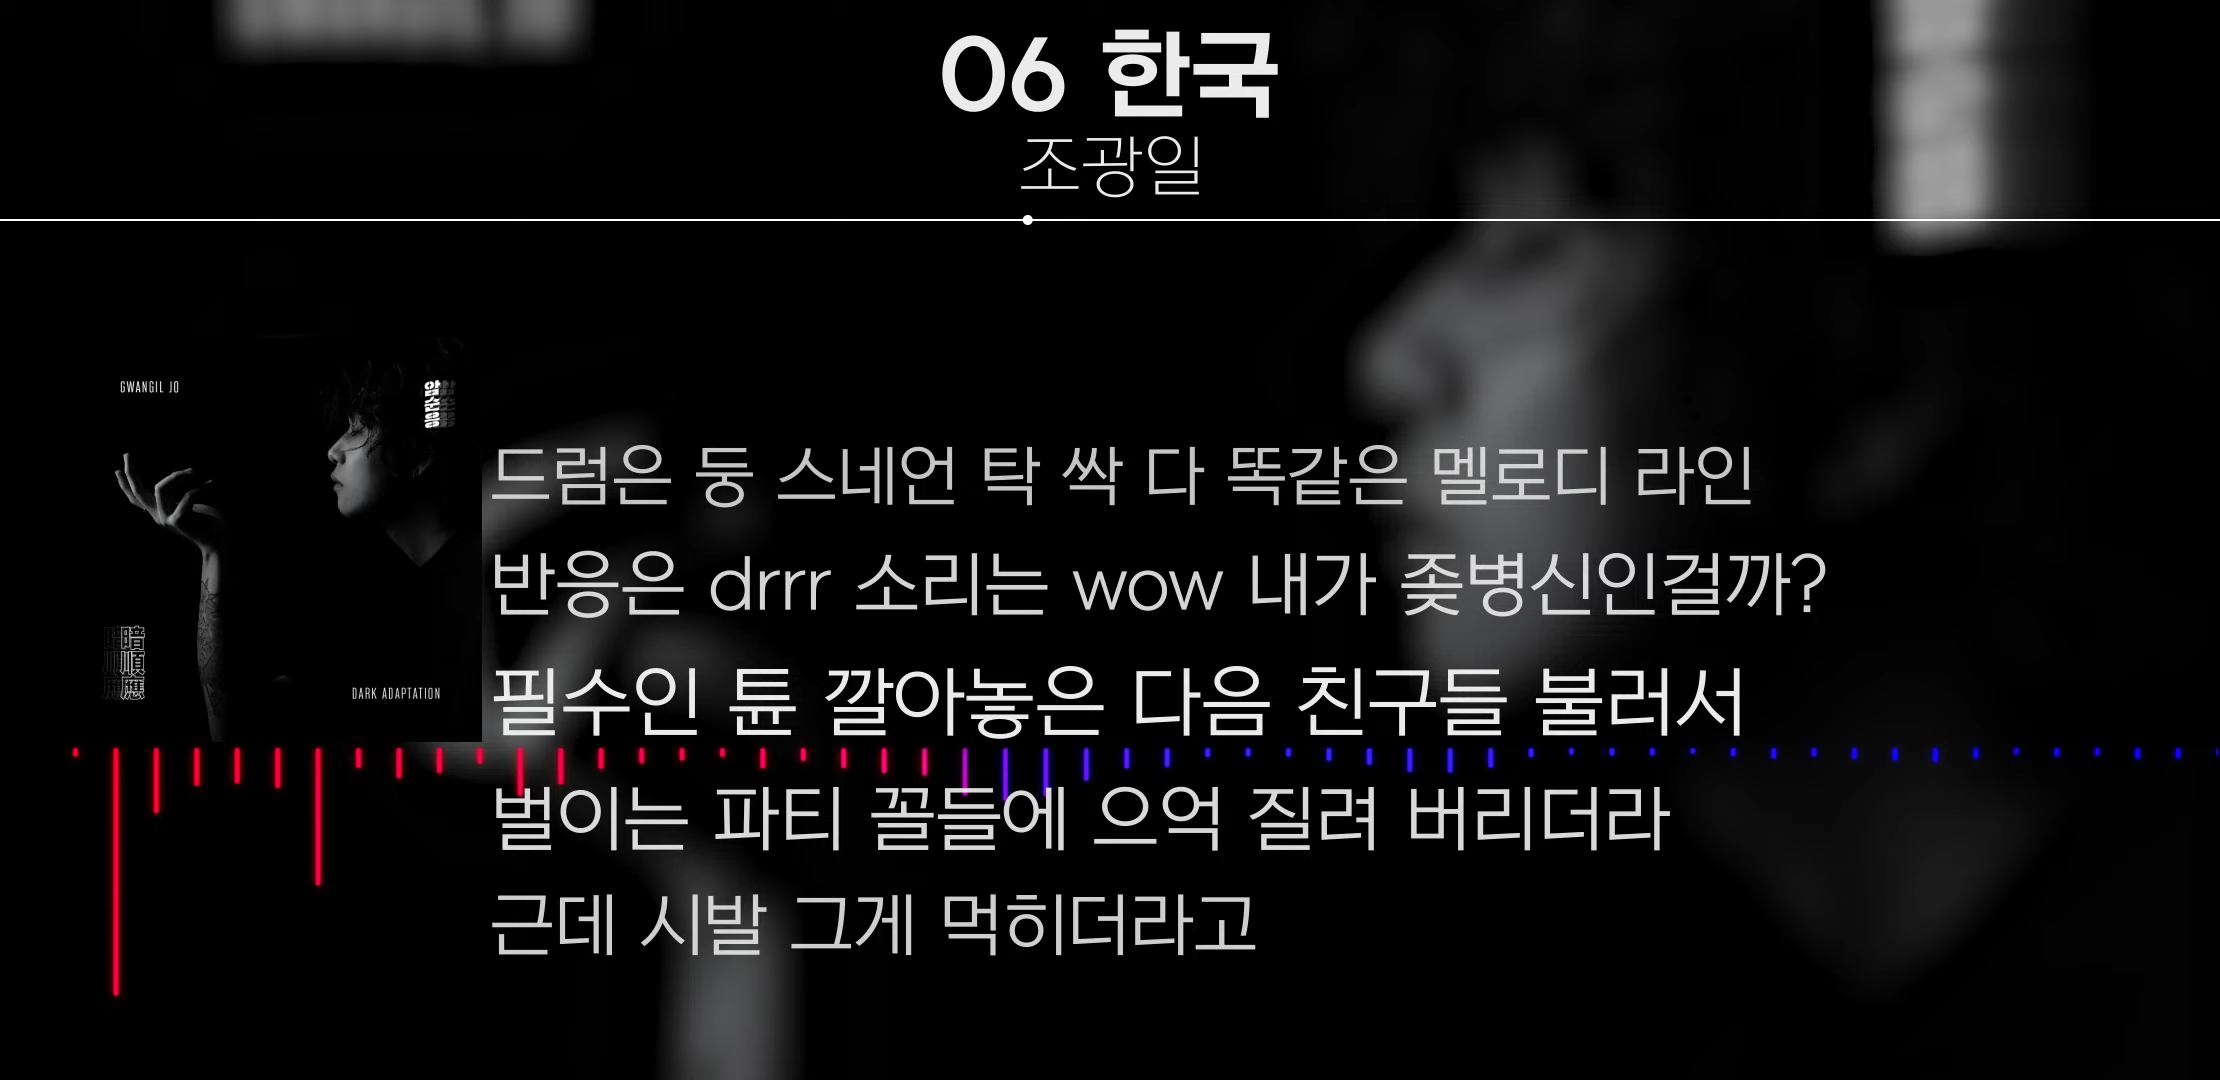 06 한국
조광일
GWANGIL JO
암순응
드럼은 둥 스네언 탁 싹 다 똑같은 멜로디 라인
반응은 drrr 소리는 wow 내가 좆병신인걸까?
필수인 튠 깔아놓은 다음 친구들 불러서
暗
順
應
DARK ADAPTATION
벌이는 파티 꼴들에 으억 질려 버리더라
근데 시발 그게 먹히더라고